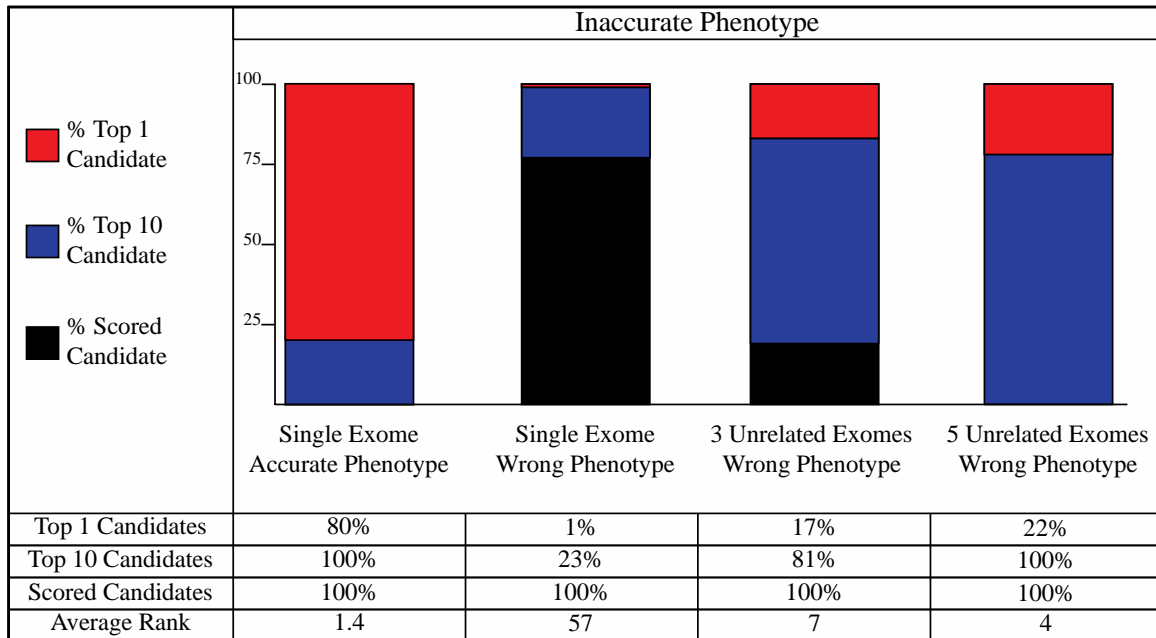 Inaccurate Phenotype
% Top 1
Candidate
% Top 10
Candidate
% Scored
Candidate
100
75
50
25
Single Exome
Accurate Phenotype
Single Exome
Wrong Phenotype
3 Unrelated Exomes
Wrong Phenotype
5 Unrelated Exomes
Wrong Phenotype
Top 1 Candidates 80% 1% 17% 22%
Top 10 Candidates 100% 23% 81% 100%
Scored Candidates 100% 100% 100% 100%
Average Rank 1.4 57 7 4